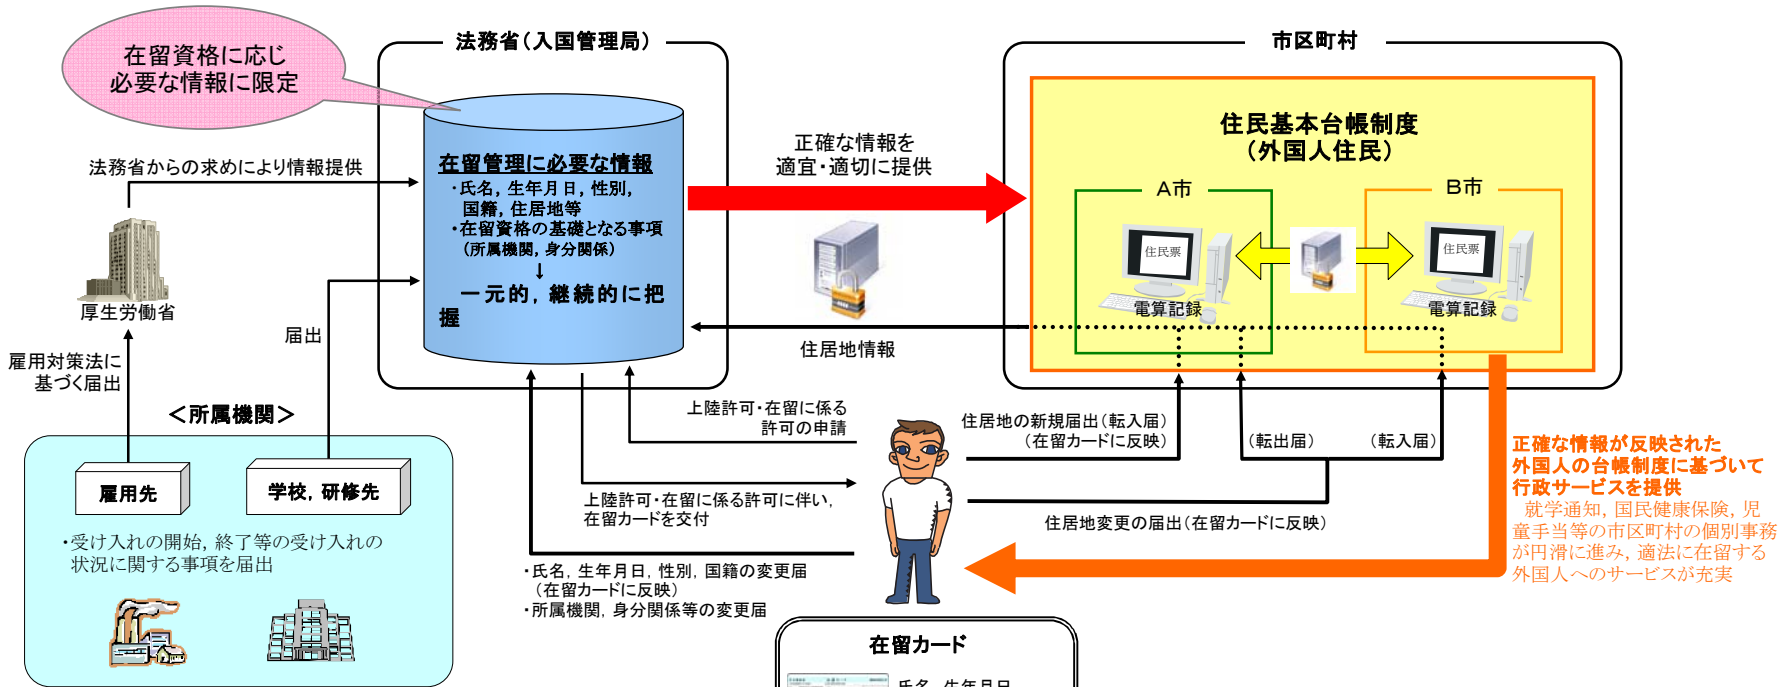 在留資格に応じ
必要な情報に限定
法務省（入国管理局）
市区町村
在留管理に必要な情報
・氏名，生年月日，性別，
国籍，住居地等
・在留資格の基礎となる事項
（所属機関，身分関係）
↓
一元的，継続的に把
握
法務省からの求めにより情報提供
厚生労働省
雇用対策法に
基づく届出
届出
＜所属機関＞
雇用先
学校，研修先
・受け入れの開始，終了等の受け入れの
状況に関する事項を届出
正確な情報を
適宜・適切に提供
住居地情報
住民基本台帳制度
（外国人住民）
Ａ市
Ｂ市
住民票
住民票
電算記録
電算記録
上陸許可・在留に係る
許可の申請
上陸許可・在留に係る許可に伴い，
在留カードを交付
・氏名，生年月日，性別，国籍の変更届
（在留カードに反映）
・所属機関，身分関係等の変更届
住居地の新規届出（転入届）
（在留カードに反映）
（転出届）
（転入届）
住居地変更の届出（在留カードに反映）
正確な情報が反映された
外国人の台帳制度に基づいて
行政サービスを提供
就学通知，国民健康保険，児
童手当等の市区町村の個別事務
が円滑に進み，適法に在留する
外国人へのサービスが充実
在留カード
氏名，生年月日